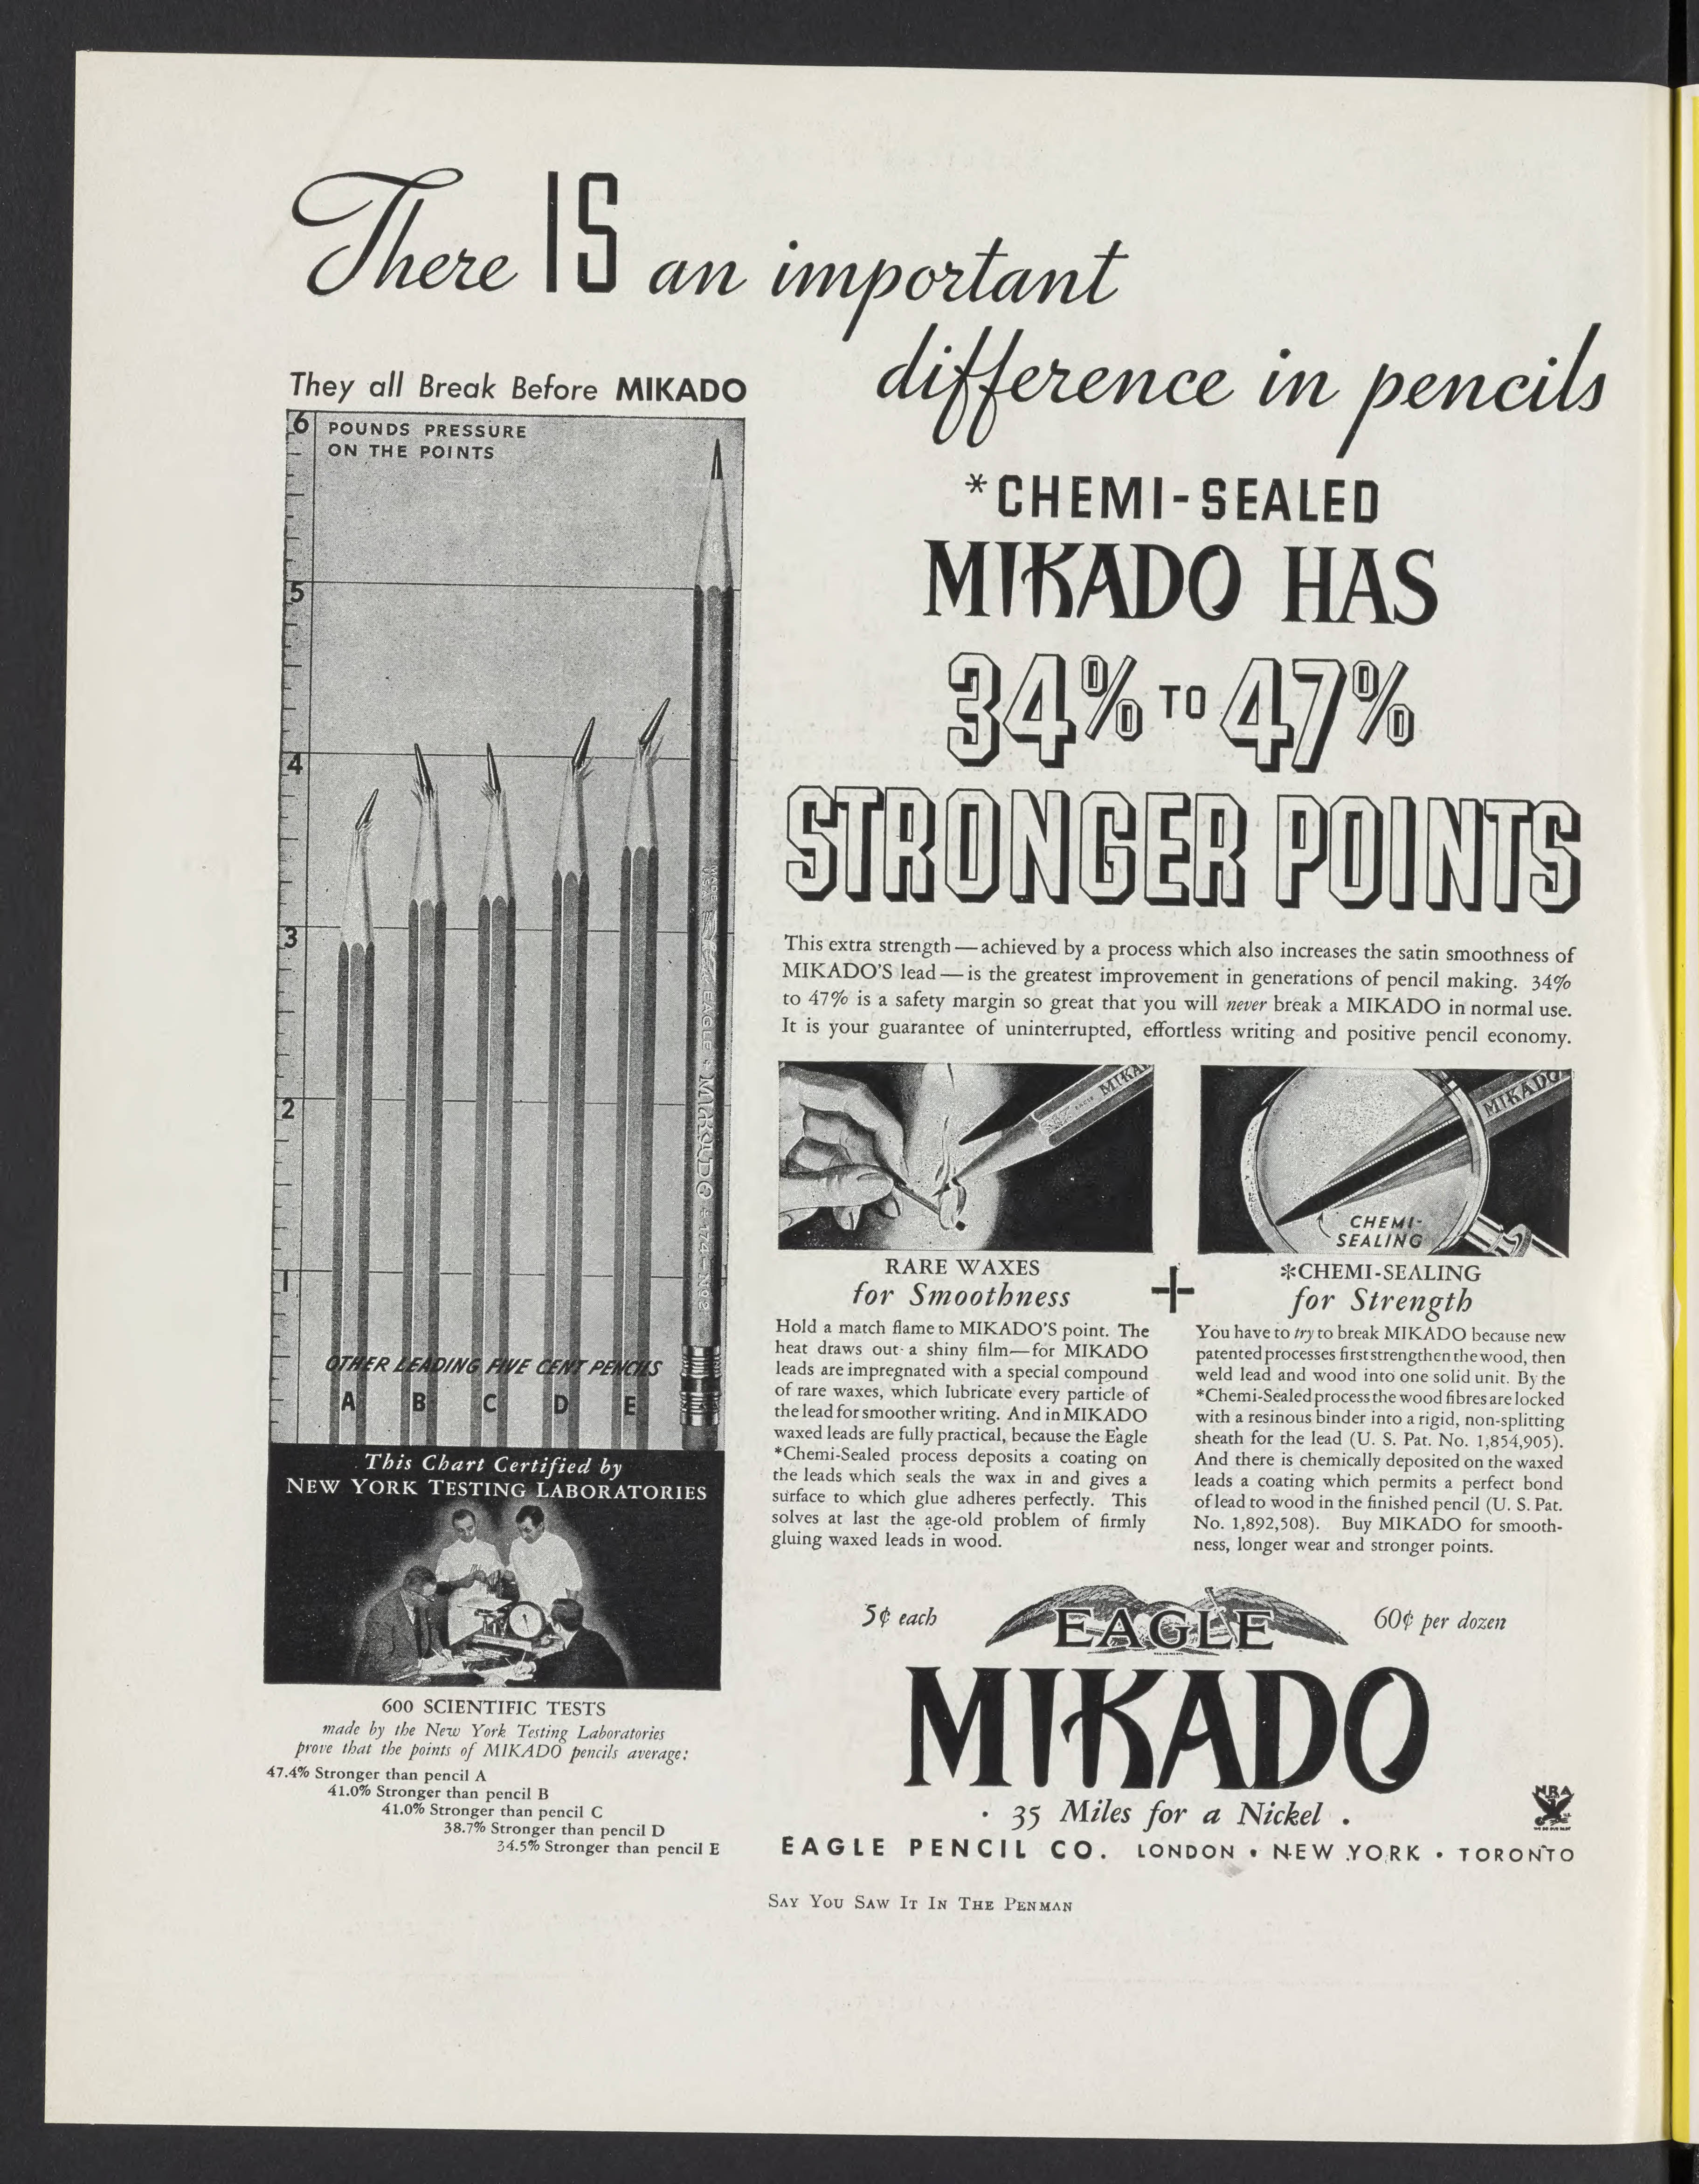 There IS an important
difference in pencils
They all Break Before MIKADO
6 POUNDS PRESSURE
ON THE POINTS
5
4
3
2
1
EAGLE MIKADO 174 No 2
OTHER LEADING FIVE CENT PENCILS
A B C D E
This Chart Certified by
NEW YORK TESTING LABORATORIES
600 SCIENTIFIC TESTS
made by the New York Testing Laboratories
prove that the points of MIKADO pencils average:
47.4% Stronger than pencil A
41.0% Stronger than pencil B
41.0% Stronger than pencil C
38.7% Stronger than pencil D
34.5% Stronger than pencil E
*CHEMI-SEALED
MIKADO HAS
34% TO 47%
STRONGER POINTS
This extra strength — achieved by a process which also increases the satin smoothness of
MIKADO'S lead — is the greatest improvement in generations of pencil making. 34%
to 47% is a safety margin so great that you will never break a MIKADO in normal use.
It is your guarantee of uninterrupted, effortless writing and positive pencil economy.
MIKA
RARE WAXES
for Smoothness
Hold a match flame to MIKADO'S point. The
heat draws out a shiny film—for MIKADO
leads are impregnated with a special compound
of rare waxes, which lubricate every particle of
the lead for smoother writing. And in MIKADO
waxed leads are fully practical, because the Eagle
*Chemi-Sealed process deposits a coating on
the leads which seals the wax in and gives a
surface to which glue adheres perfectly. This
solves at last the age-old problem of firmly
gluing waxed leads in wood.
+
MIKADO
CHEMI-
SEALING
*CHEMI-SEALING
for Strength
You have to try to break MIKADO because new
patented processes first strengthen the wood, then
weld lead and wood into one solid unit. By the
*Chemi-Sealed process the wood fibres are locked
with a resinous binder into a rigid, non-splitting
sheath for the lead (U. S. Pat. No. 1,854,905).
And there is chemically deposited on the waxed
leads a coating which permits a perfect bond
of lead to wood in the finished pencil (U. S. Pat.
No. 1,892,508). Buy MIKADO for smooth-
ness, longer wear and stronger points.
5¢ each
EAGLE
60¢ per dozen
MIKADO
· 35 Miles for a Nickel ·
NRA
WE DO OUR PART
EAGLE PENCIL CO. LONDON • NEW YORK • TORONTO
SAY YOU SAW IT IN THE PENMAN